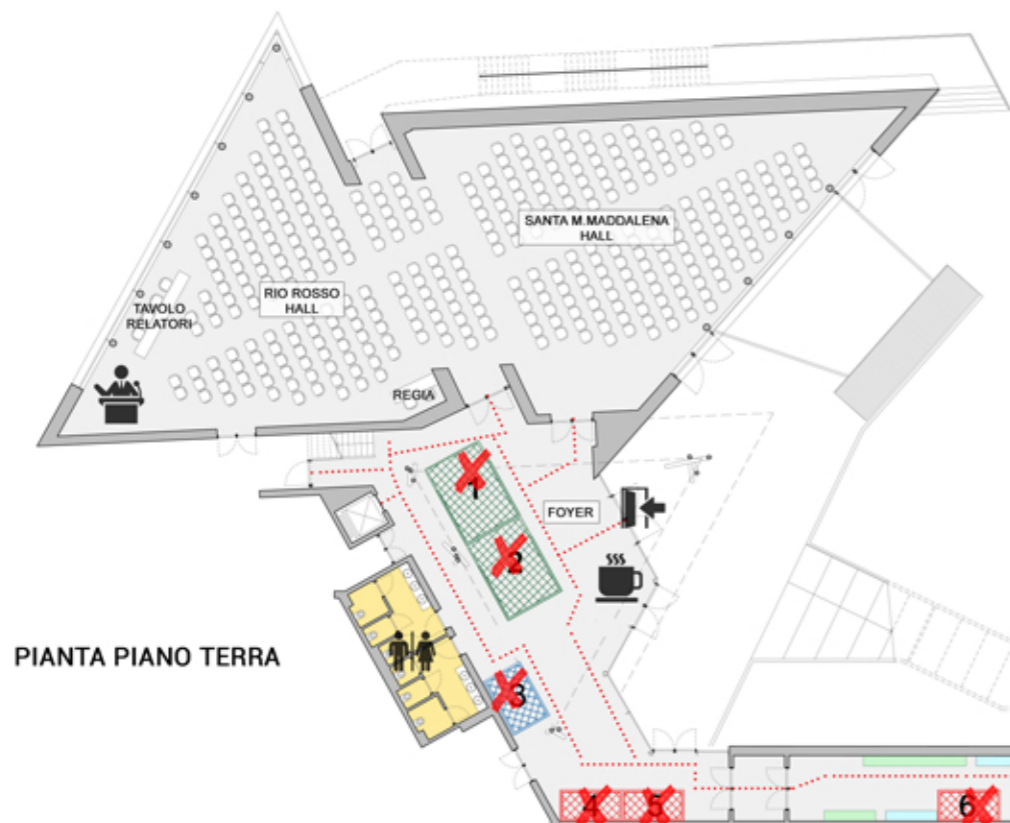 SANTA M.MADDALENA
HALL
RIO ROSSO
HALL
TAVOLO
RELATORI
REGIA
1
FOYER
2
PIANTA PIANO TERRA
3
4
5
6